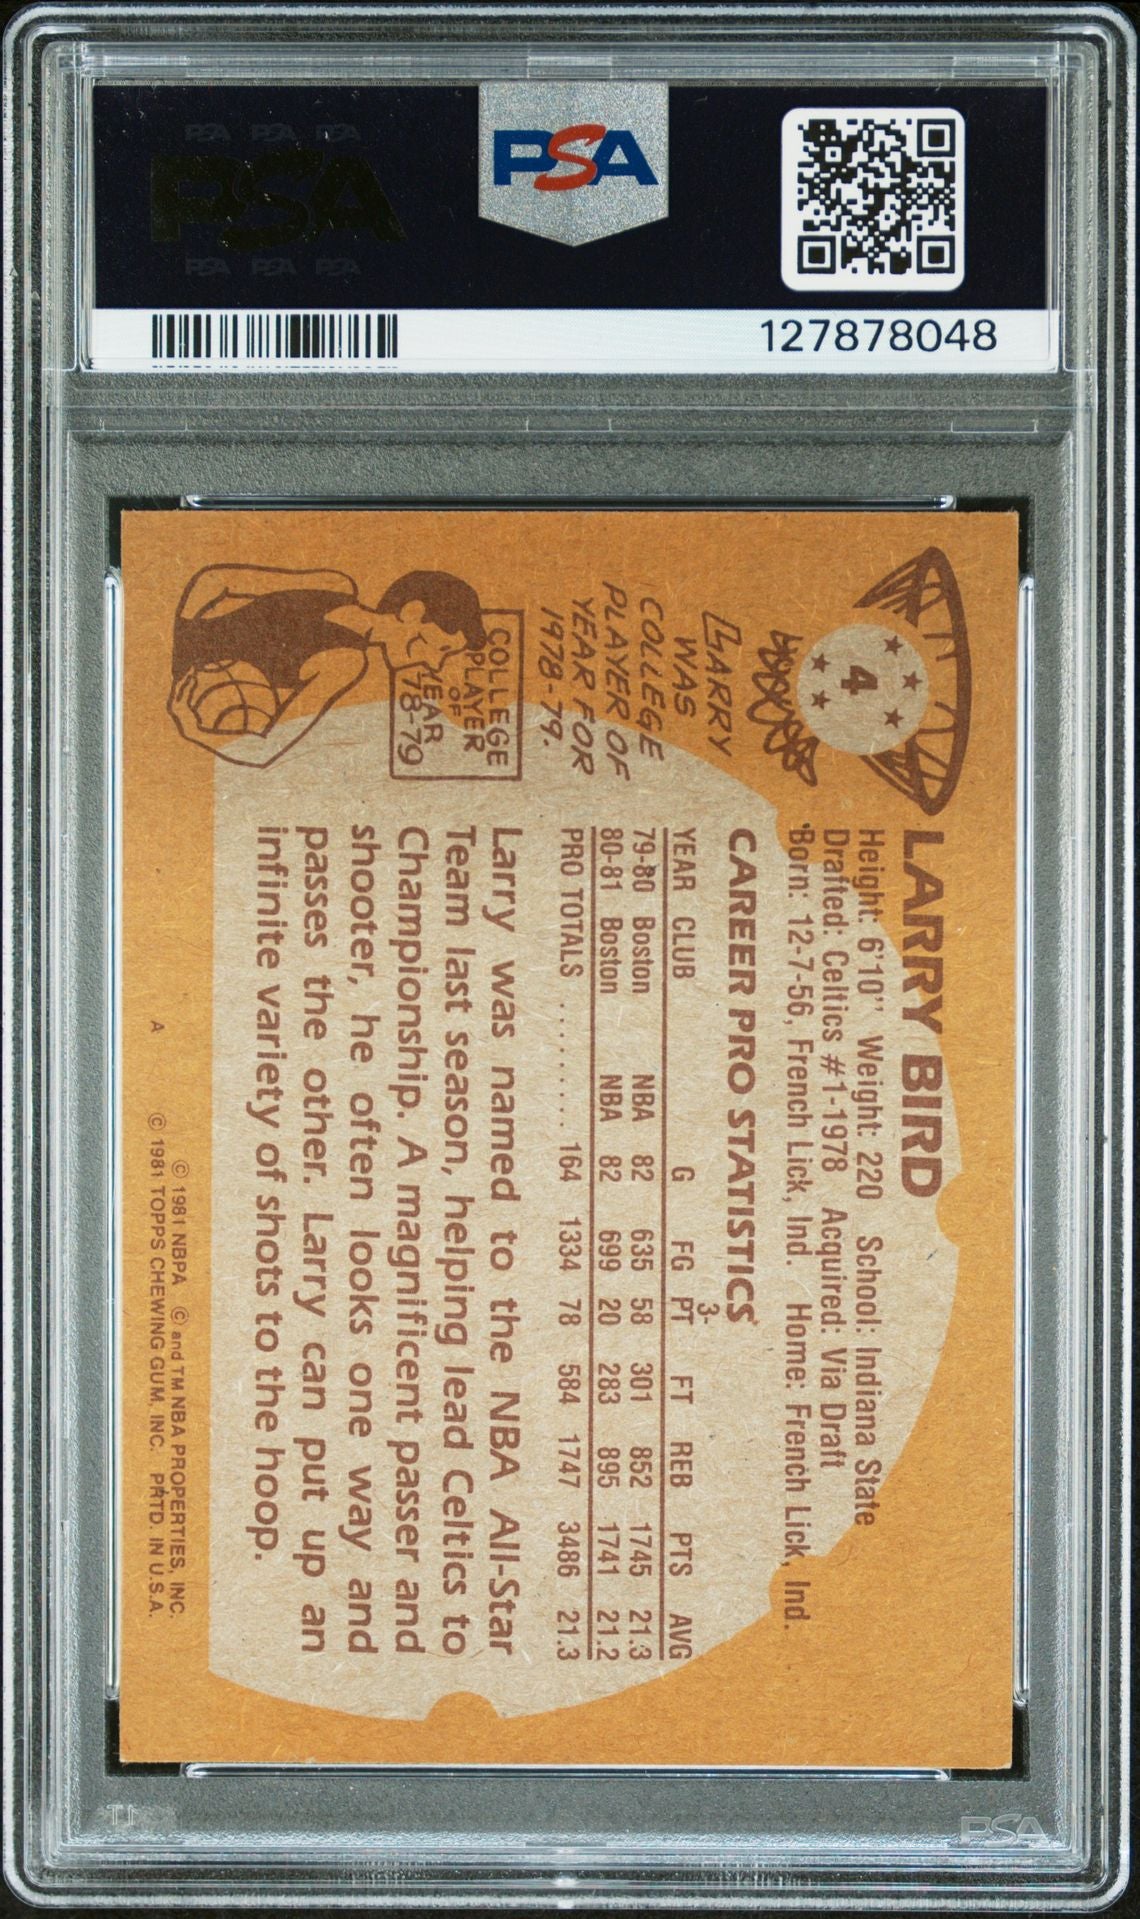 PSA PSA PSA
PSA
PSA PSA PSA
PSA
127878048
4
LARRY
WAS
COLLEGE
PLAYER OF
YEAR FOR
1978-79.
COLLEGE
PLAYER
OF
YEAR
78-79
LARRY BIRD
Height: 6'10" Weight: 220 School: Indiana State
Drafted: Celtics #1-1978 Acquired: Via Draft
Born: 12-7-56, French Lick, Ind. Home: French Lick, Ind.
CAREER PRO STATISTICS
YEAR CLUB G FG 3-PT FT REB PTS AVG
79-80 Boston NBA 82 635 58 301 852 1745 21.3
80-81 Boston NBA 82 699 20 283 895 1741 21.2
PRO TOTALS ......... 164 1334 78 584 1747 3486 21.3
Larry was named to the NBA All-Star
Team last season, helping lead Celtics to
Championship. A magnificent passer and
shooter, he often looks one way and
passes the other. Larry can put up an
infinite variety of shots to the hoop.
© 1981 NBPA © and TM NBA PROPERTIES, INC.
A © 1981 TOPPS CHEWING GUM, INC. PRTD. IN U.S.A.
PSA